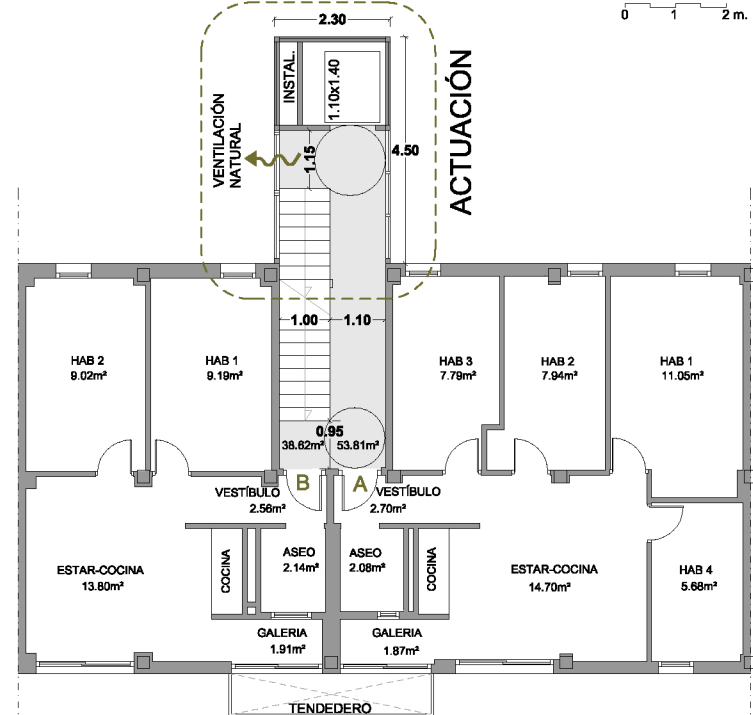 2.30
0 1 2 m.
INSTAL.
1.10x1.40
ACTUACIÓN
VENTILACIÓN
NATURAL
1.15
4.50
1.00
1.10
HAB 2
9.02m²
HAB 1
9.19m²
HAB 3
7.79m²
HAB 2
7.94m²
HAB 1
11.05m²
0.95
38.62m² 53.81m²
B
A
VESTÍBULO
2.56m²
VESTÍBULO
2.70m²
ESTAR-COCINA
13.80m²
COCINA
ASEO
2.14m²
ASEO
2.08m²
COCINA
ESTAR-COCINA
14.70m²
HAB 4
5.68m²
GALERIA
1.91m²
GALERIA
1.87m²
TENDEDERO